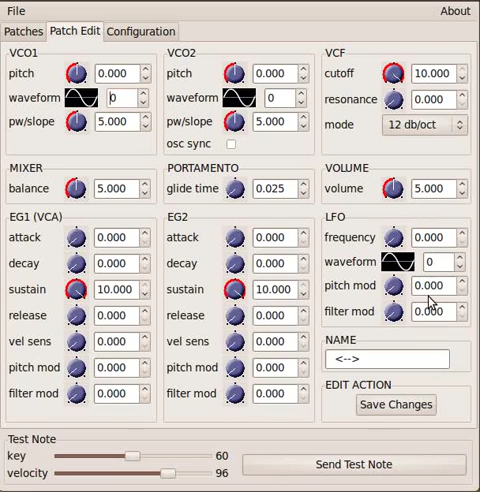 File About
Patches Patch Edit Configuration
VCO1 VCO2 VCF
pitch 0.000 pitch 0.000 cutoff 10.000
waveform 0 waveform 0 resonance 0.000
pw/slope 5.000 pw/slope 5.000 mode 12 db/oct
osc sync
MIXER PORTAMENTO VOLUME
balance 5.000 glide time 0.025 volume 5.000
EG1 (VCA) EG2 LFO
attack 0.000 attack 0.000 frequency 0.000
decay 0.000 decay 0.000 waveform 0
sustain 10.000 sustain 10.000 pitch mod 0.000
release 0.000 release 0.000 filter mod 0.000
vel sens 0.000 vel sens 0.000 NAME
pitch mod 0.000 pitch mod 0.000 <-->
filter mod 0.000 filter mod 0.000 EDIT ACTION
Save Changes
Test Note
key 60
velocity 96 Send Test Note